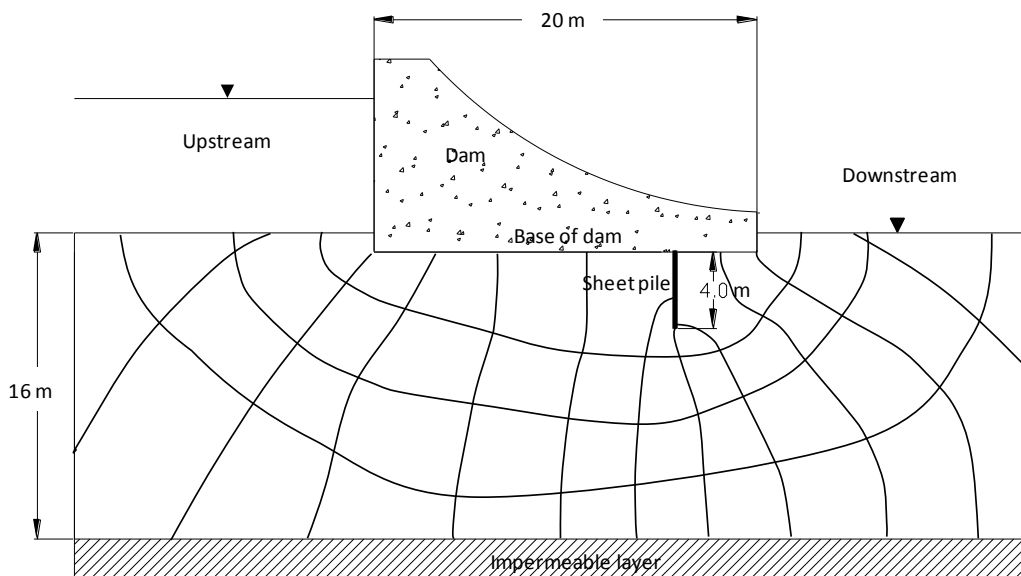 20 m
Upstream
Dam
Downstream
Base of dam
Sheet pile
4.0 m
16 m
Impermeable layer